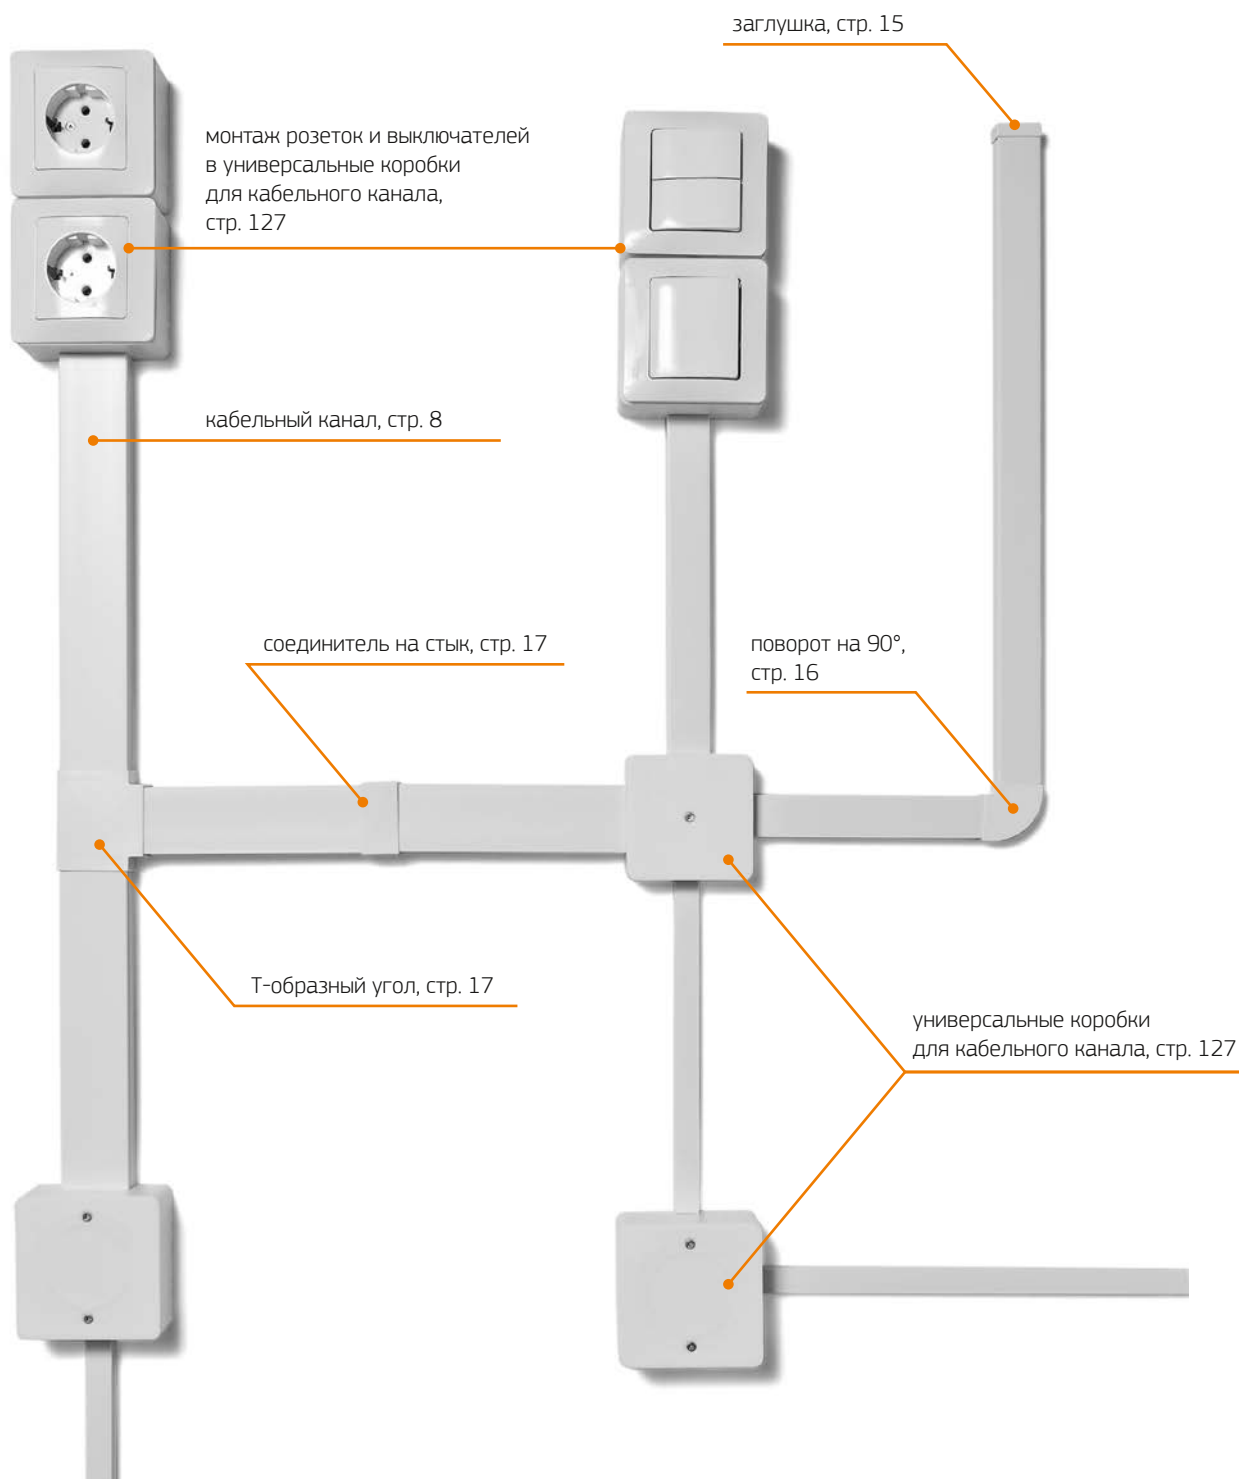 заглушка, стр. 15
монтаж розеток и выключателей
в универсальные коробки
для кабельного канала,
стр. 127
кабельный канал, стр. 8
соединитель на стык, стр. 17
поворот на 90°,
стр. 16
Т-образный угол, стр. 17
универсальные коробки
для кабельного канала, стр. 127